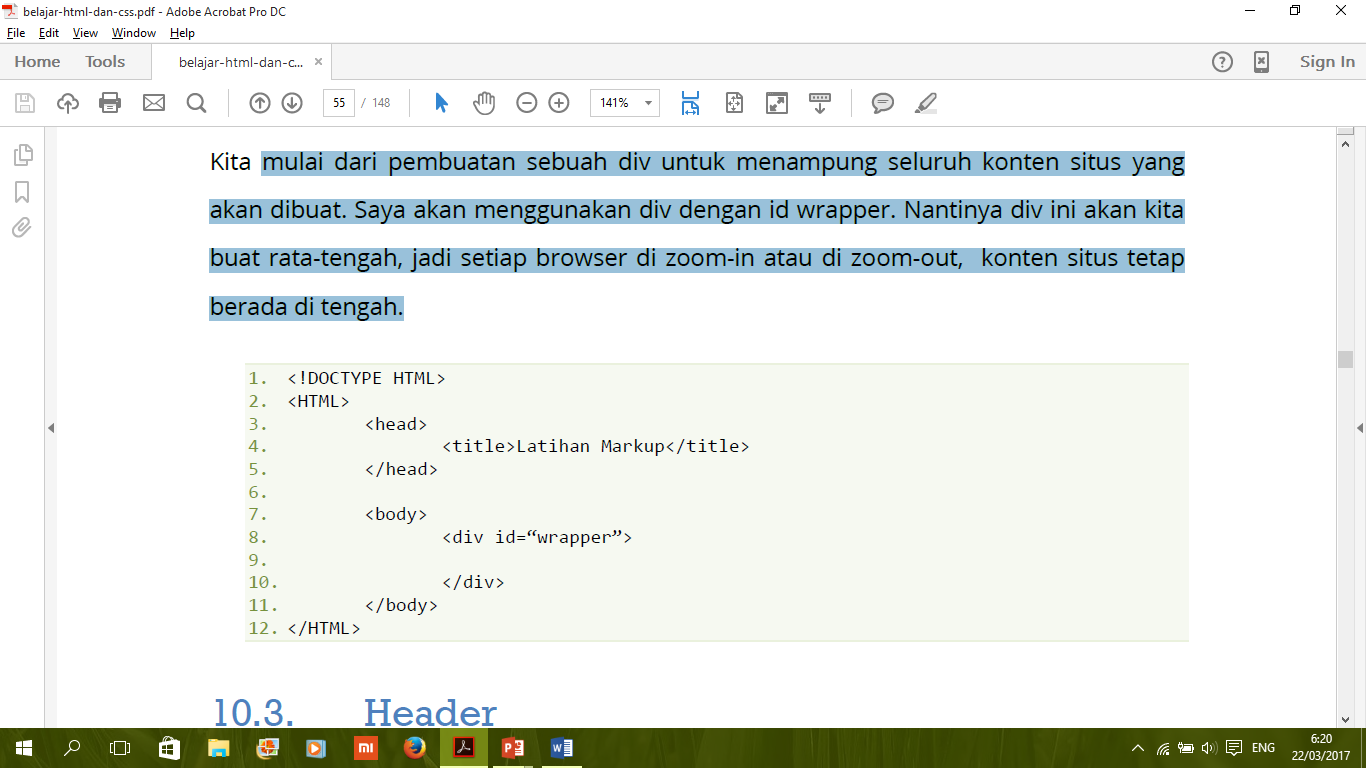 belajar-html-dan-css.pdf - Adobe Acrobat Pro DC
File Edit View Window Help
Home Tools belajar-html-dan-c... × Sign In
55 / 148 141%
Kita mulai dari pembuatan sebuah div untuk menampung seluruh konten situs yang
akan dibuat. Saya akan menggunakan div dengan id wrapper. Nantinya div ini akan kita
buat rata-tengah, jadi setiap browser di zoom-in atau di zoom-out, konten situs tetap
berada di tengah.
1. <!DOCTYPE HTML>
2. <HTML>
3. <head>
4. <title>Latihan Markup</title>
5. </head>
6.
7. <body>
8. <div id=“wrapper”>
9.
10. </div>
11. </body>
12. </HTML>
10.3. Header
mi
ENG
6:20
22/03/2017